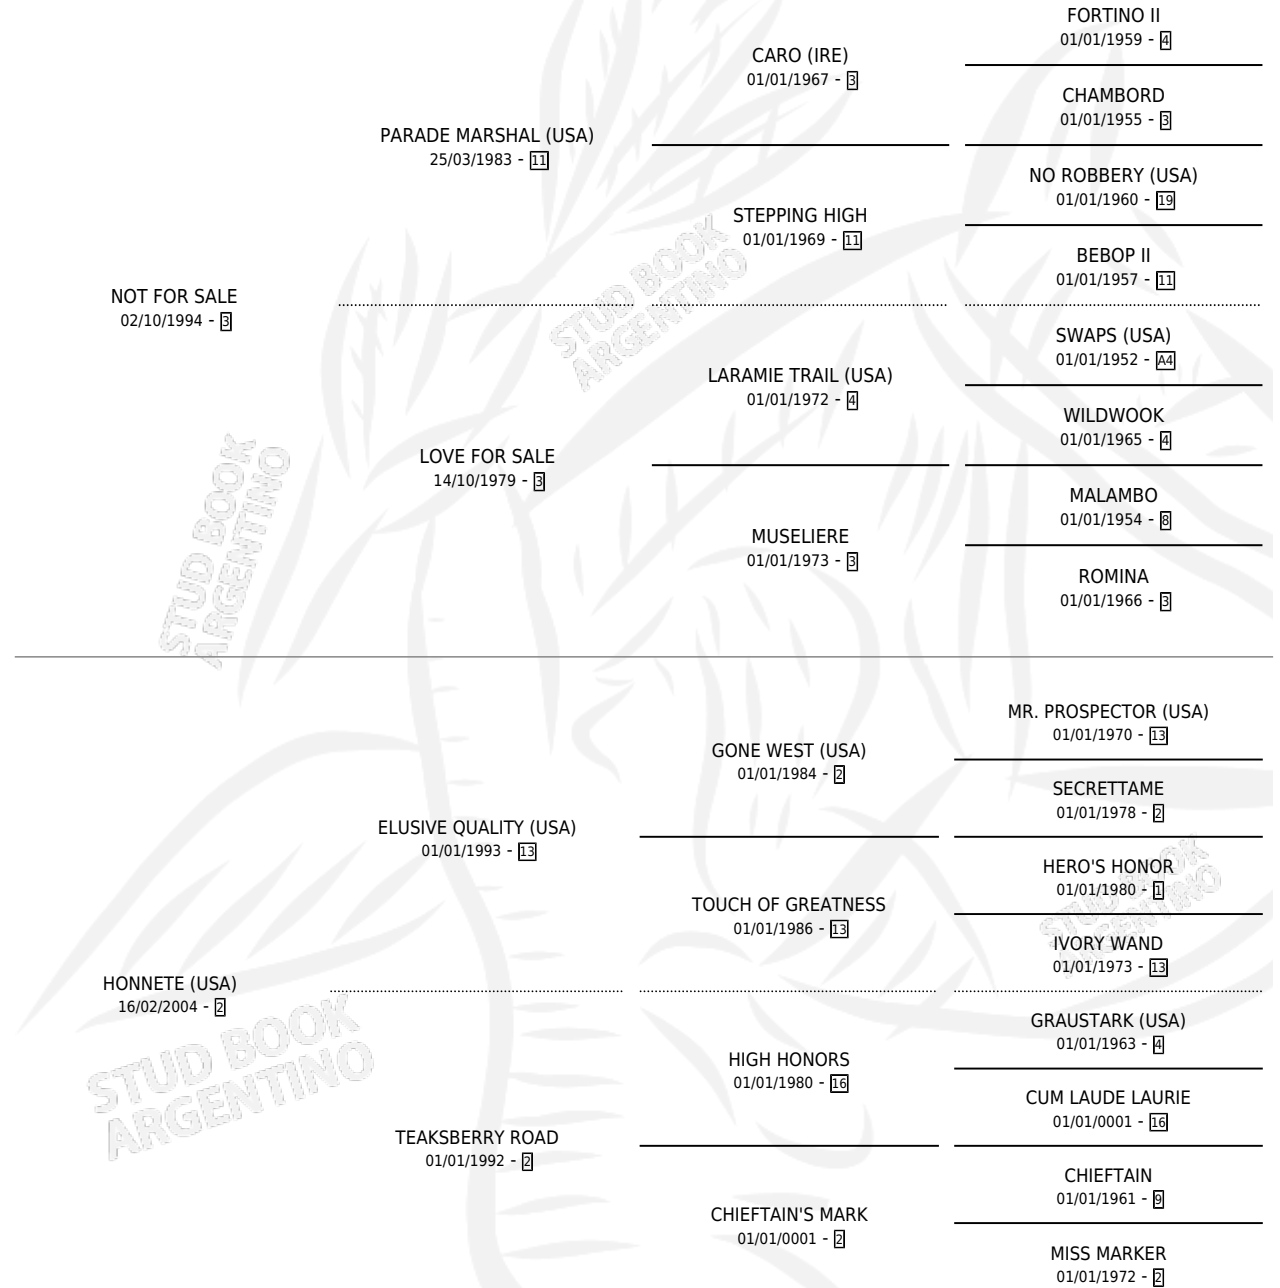 FORTINO II
01/01/1959 - 4
CARO (IRE)
01/01/1967 - 3
CHAMBORD
01/01/1955 - 3
PARADE MARSHAL (USA)
25/03/1983 - 11
NO ROBBERY (USA)
01/01/1960 - 19
STEPPING HIGH
01/01/1969 - 11
BEBOP II
01/01/1957 - 11
NOT FOR SALE
02/10/1994 - 3
STUD BOOK
ARGENTINO
SWAPS (USA)
01/01/1952 - A4
LARAMIE TRAIL (USA)
01/01/1972 - 4
WILDWOOK
01/01/1965 - 4
LOVE FOR SALE
14/10/1979 - 3
MALAMBO
01/01/1954 - 8
MUSELIERE
01/01/1973 - 3
ROMINA
01/01/1966 - 3
STUD BOOK
ARGENTINO
MR. PROSPECTOR (USA)
01/01/1970 - 13
GONE WEST (USA)
01/01/1984 - 2
SECRETTAME
01/01/1978 - 2
ELUSIVE QUALITY (USA)
01/01/1993 - 13
HERO'S HONOR
01/01/1980 - 1
TOUCH OF GREATNESS
01/01/1986 - 13
IVORY WAND
01/01/1973 - 13
STUD BOOK
ARGENTINO
HONNETE (USA)
16/02/2004 - 2
GRAUSTARK (USA)
01/01/1963 - 4
HIGH HONORS
01/01/1980 - 16
CUM LAUDE LAURIE
01/01/0001 - 16
TEAKSBERRY ROAD
01/01/1992 - 2
CHIEFTAIN
01/01/1961 - 9
CHIEFTAIN'S MARK
01/01/0001 - 2
MISS MARKER
01/01/1972 - 2
STUD BOOK
ARGENTINO